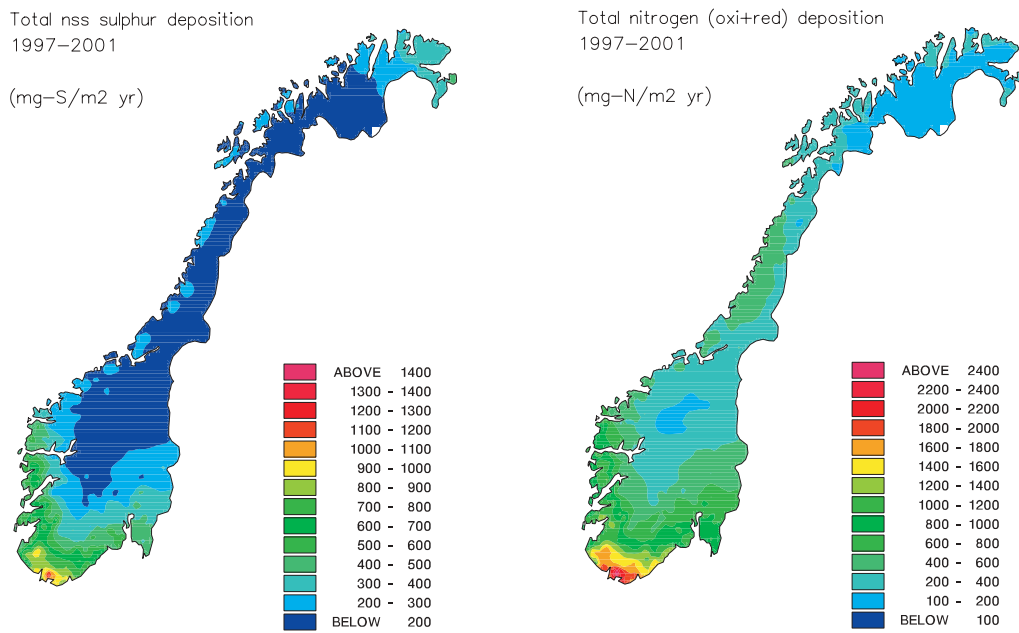 Total nss sulphur deposition
1997-2001
(mg-S/m2 yr)
ABOVE 1400
1300 - 1400
1200 - 1300
1100 - 1200
1000 - 1100
900 - 1000
800 - 900
700 - 800
600 - 700
500 - 600
400 - 500
300 - 400
200 - 300
BELOW 200
Total nitrogen (oxi+red) deposition
1997-2001
(mg-N/m2 yr)
ABOVE 2400
2200 - 2400
2000 - 2200
1800 - 2000
1600 - 1800
1400 - 1600
1200 - 1400
1000 - 1200
800 - 1000
600 - 800
400 - 600
200 - 400
100 - 200
BELOW 100